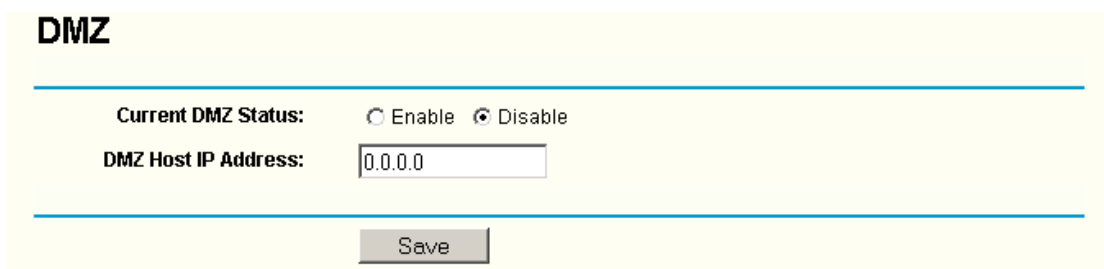 DMZ
Current DMZ Status: Enable Disable
DMZ Host IP Address: 0.0.0.0
Save